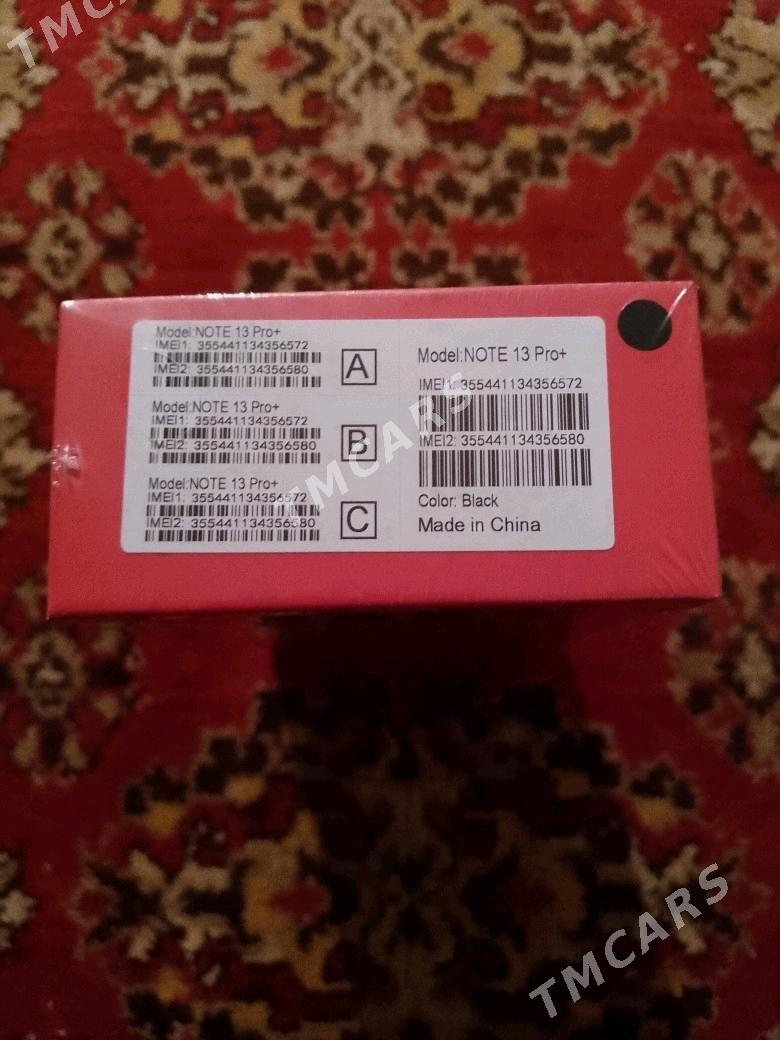 TMCARS
Model:NOTE 13 Pro+
IMEI1: 355441134356572
IMEI2: 355441134356580
A
Model:NOTE 13 Pro+
IMEI1: 355441134356572
IMEI2: 355441134356580
B
Model:NOTE 13 Pro+
IMEI1: 355441134356572
IMEI2: 355441134356580
C
Model:NOTE 13 Pro+
IMEI1: 355441134356572
IMEI2: 355441134356580
Color: Black
Made in China
TMCARS
TMCARS